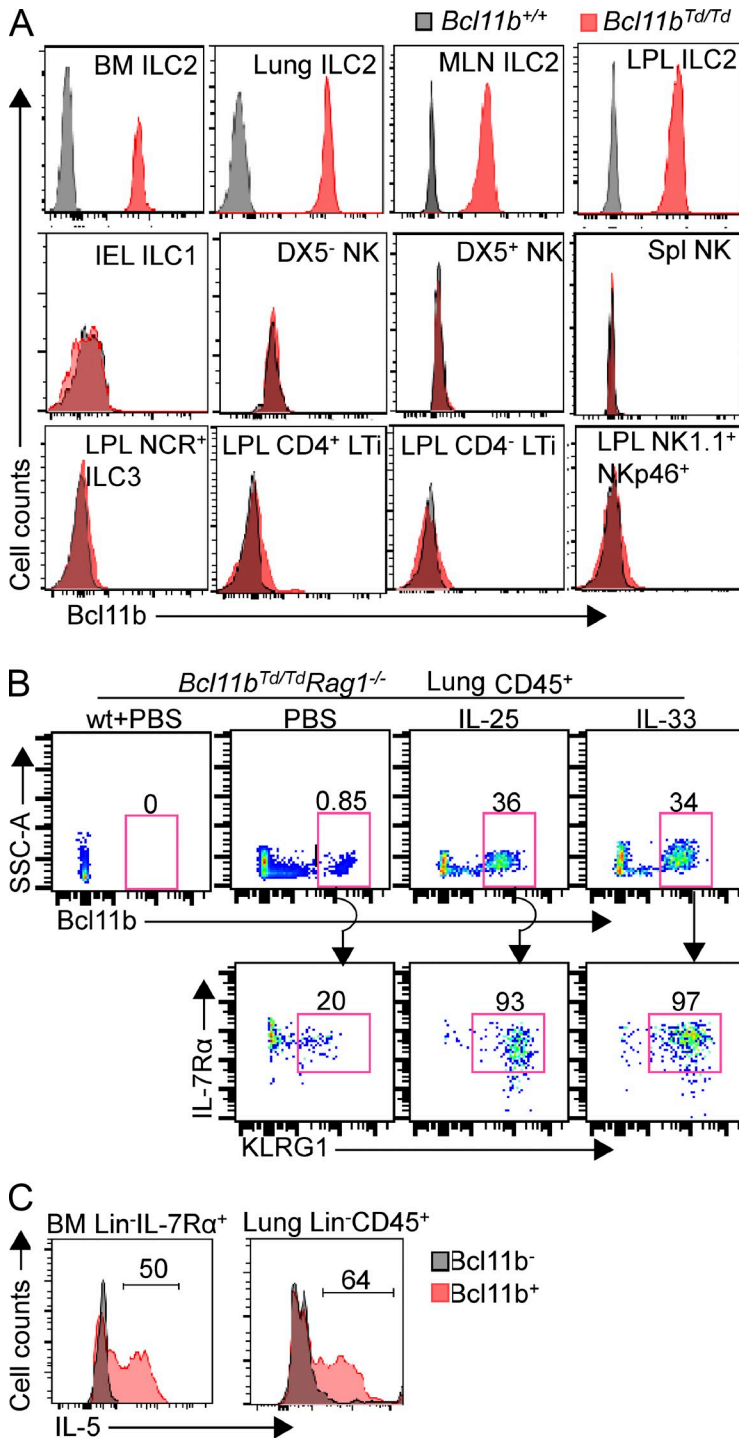 A
Bcl11b+/+ Bcl11bTd/Td
BM ILC2 Lung ILC2 MLN ILC2 LPL ILC2
IEL ILC1 DX5- NK DX5+ NK Spl NK
LPL NCR+ ILC3 LPL CD4+ LTi LPL CD4- LTi LPL NK1.1+ NKp46+
Cell counts
Bcl11b
B
Bcl11bTd/TdRag1-/- Lung CD45+
wt+PBS PBS IL-25 IL-33
0 0.85 36 34
SSC-A
Bcl11b
20 93 97
IL-7Rα
KLRG1
C
BM Lin-IL-7Rα+ Lung Lin-CD45+
50 64
Bcl11b-
Bcl11b+
Cell counts
IL-5